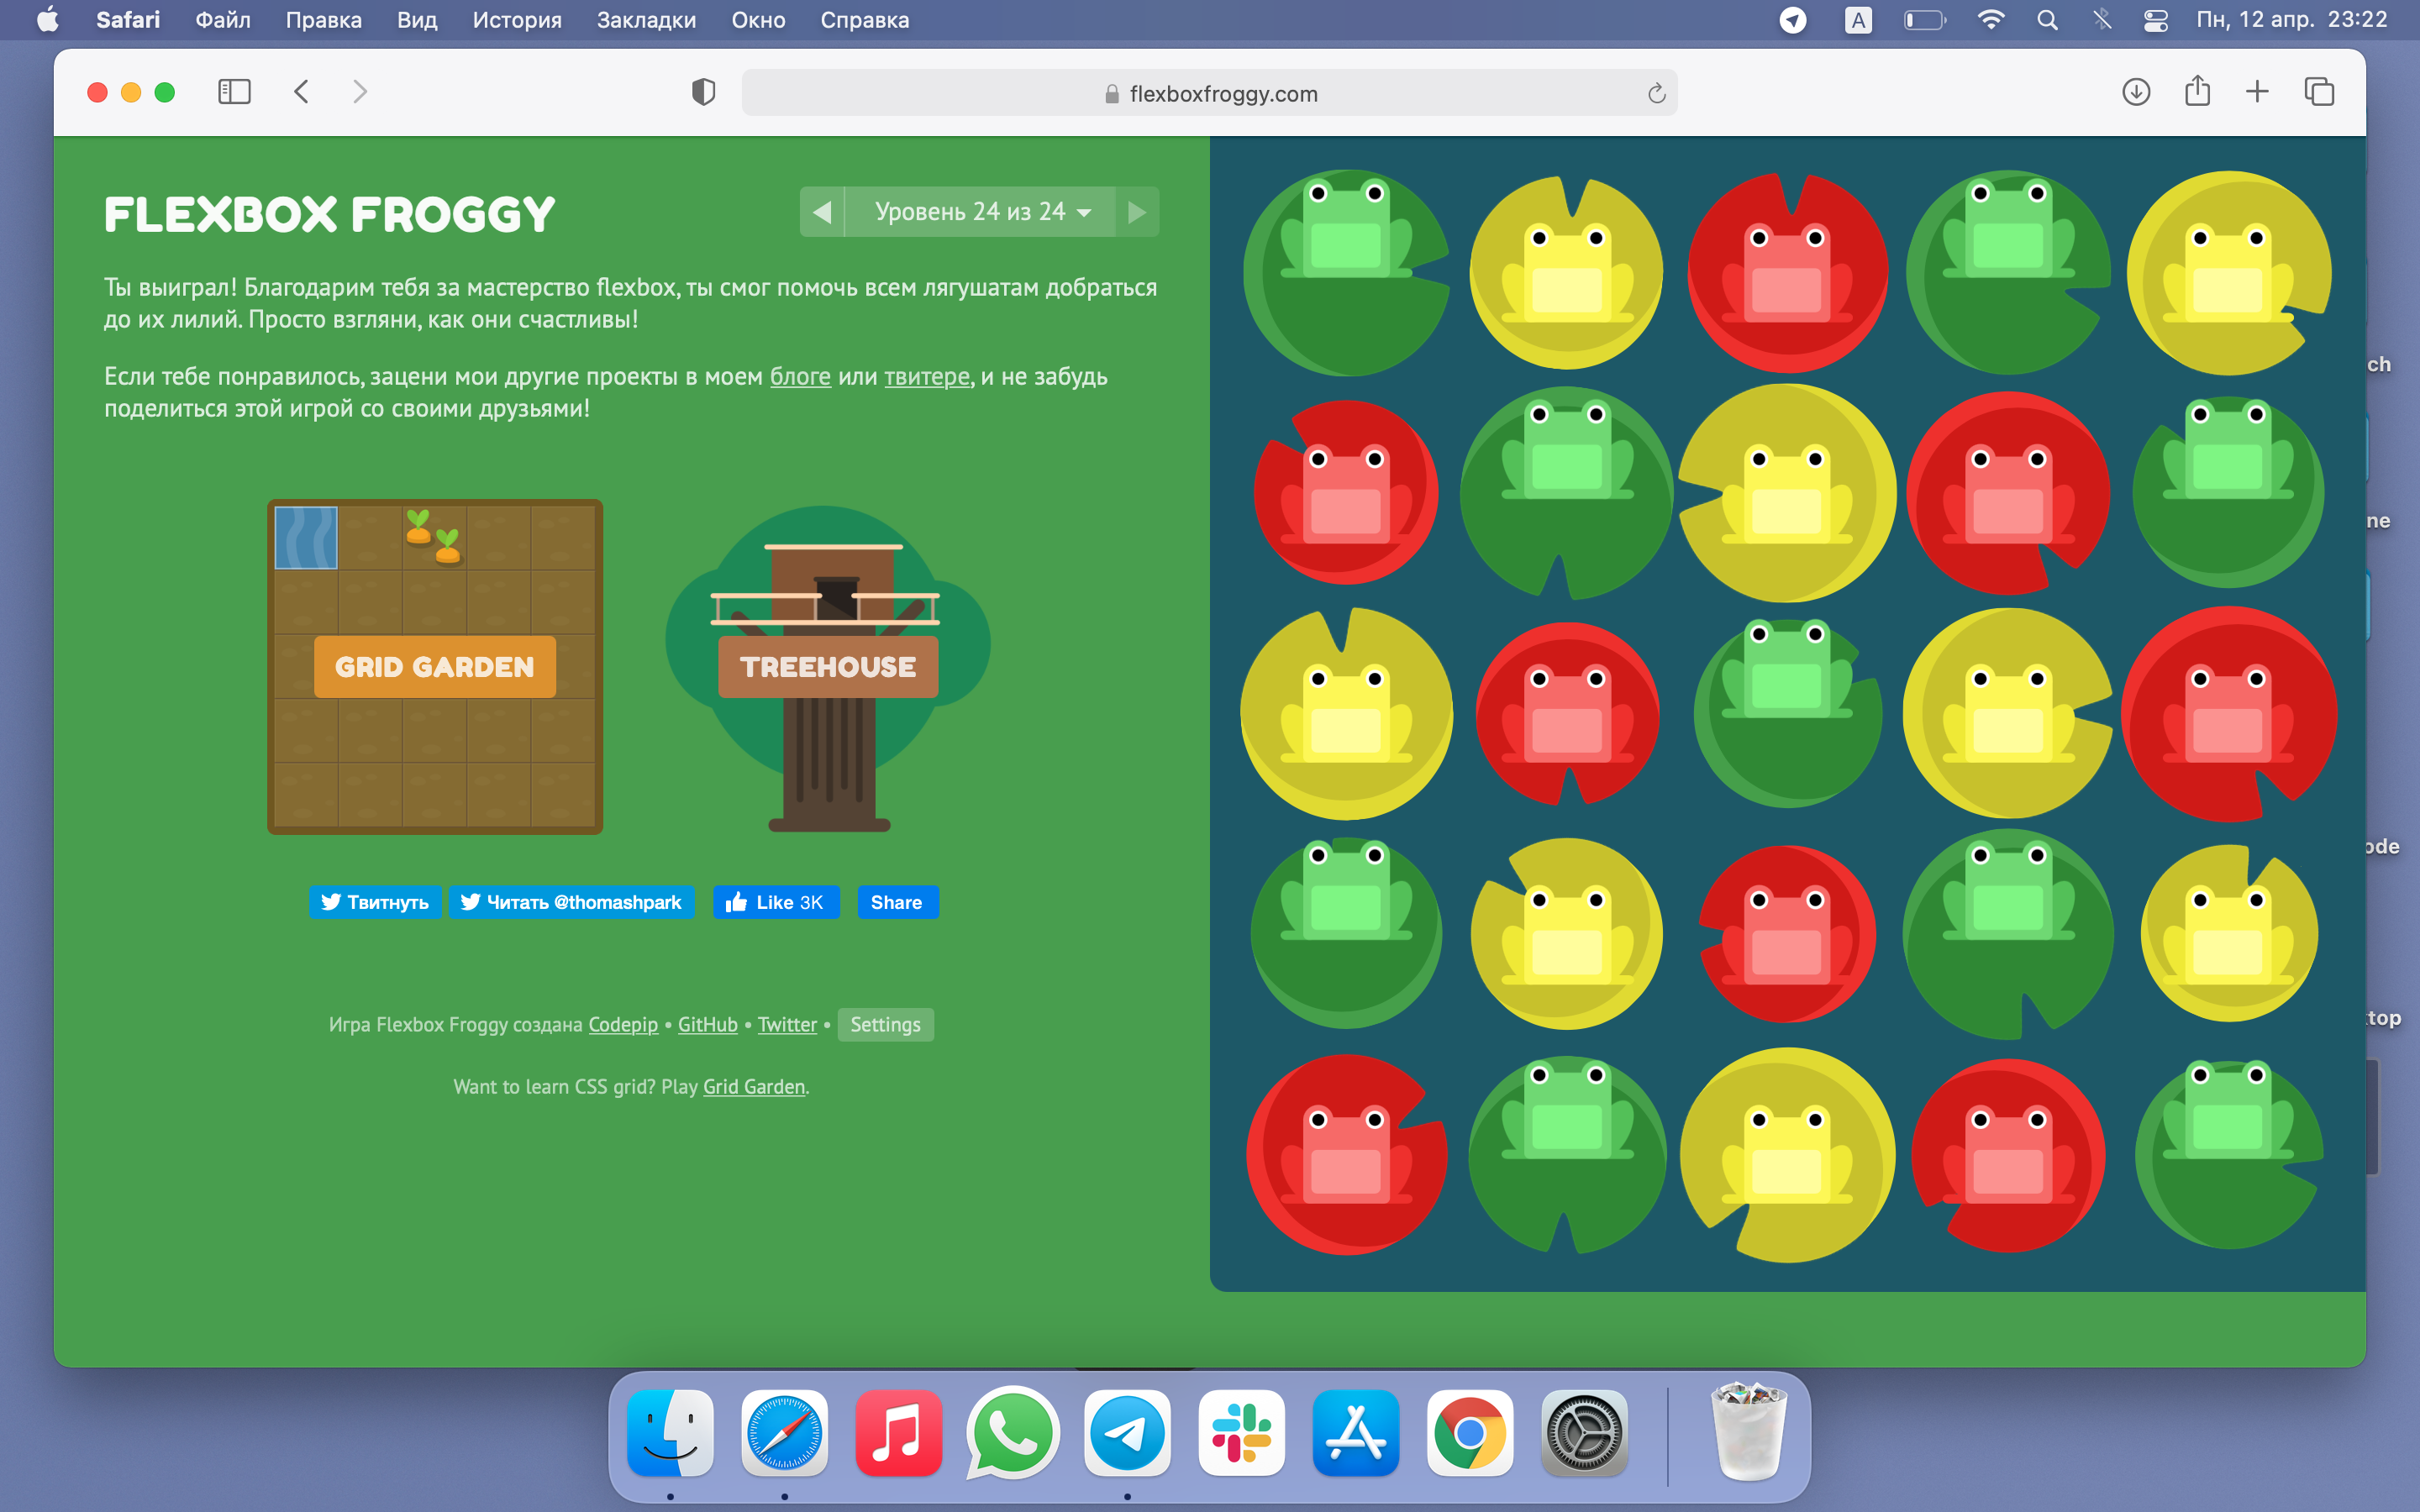 Safari Файл Правка Вид История Закладки Окно Справка
A
Пн, 12 апр. 23:22
flexboxfroggy.com
FLEXBOX FROGGY
Уровень 24 из 24
Ты выиграл! Благодарим тебя за мастерство flexbox, ты смог помочь всем лягушатам добраться
до их лилий. Просто взгляни, как они счастливы!
Если тебе понравилось, зацени мои другие проекты в моем блоге или твитере, и не забудь
поделиться этой игрой со своими друзьями!
GRID GARDEN
TREEHOUSE
Твитнуть
Читать @thomashpark
Like 3K
Share
Игра Flexbox Froggy создана Codepip • GitHub • Twitter • Settings
Want to learn CSS grid? Play Grid Garden.
ch
ne